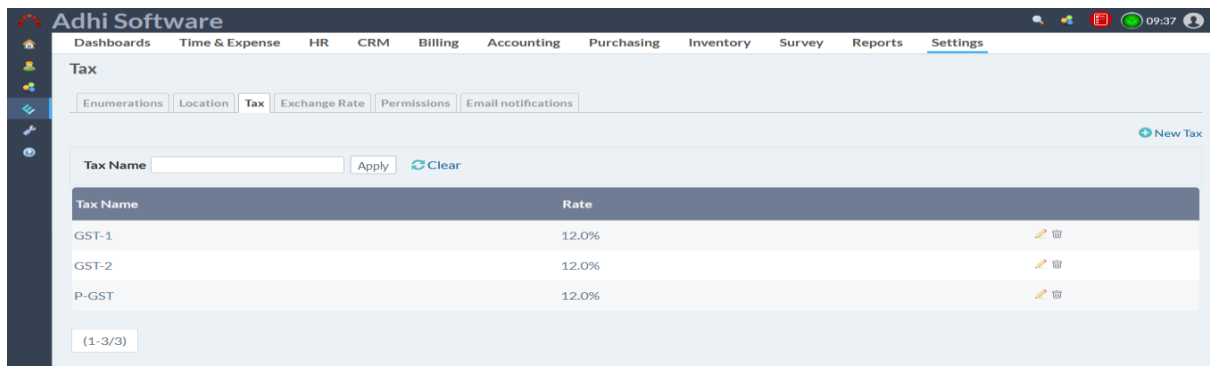 Adhi Software
09:37
Dashboards Time & Expense HR CRM Billing Accounting Purchasing Inventory Survey Reports Settings
Tax
Enumerations Location Tax Exchange Rate Permissions Email notifications
New Tax
Tax Name Apply Clear
Tax Name Rate
GST-1 12.0%
GST-2 12.0%
P-GST 12.0%
(1-3/3)